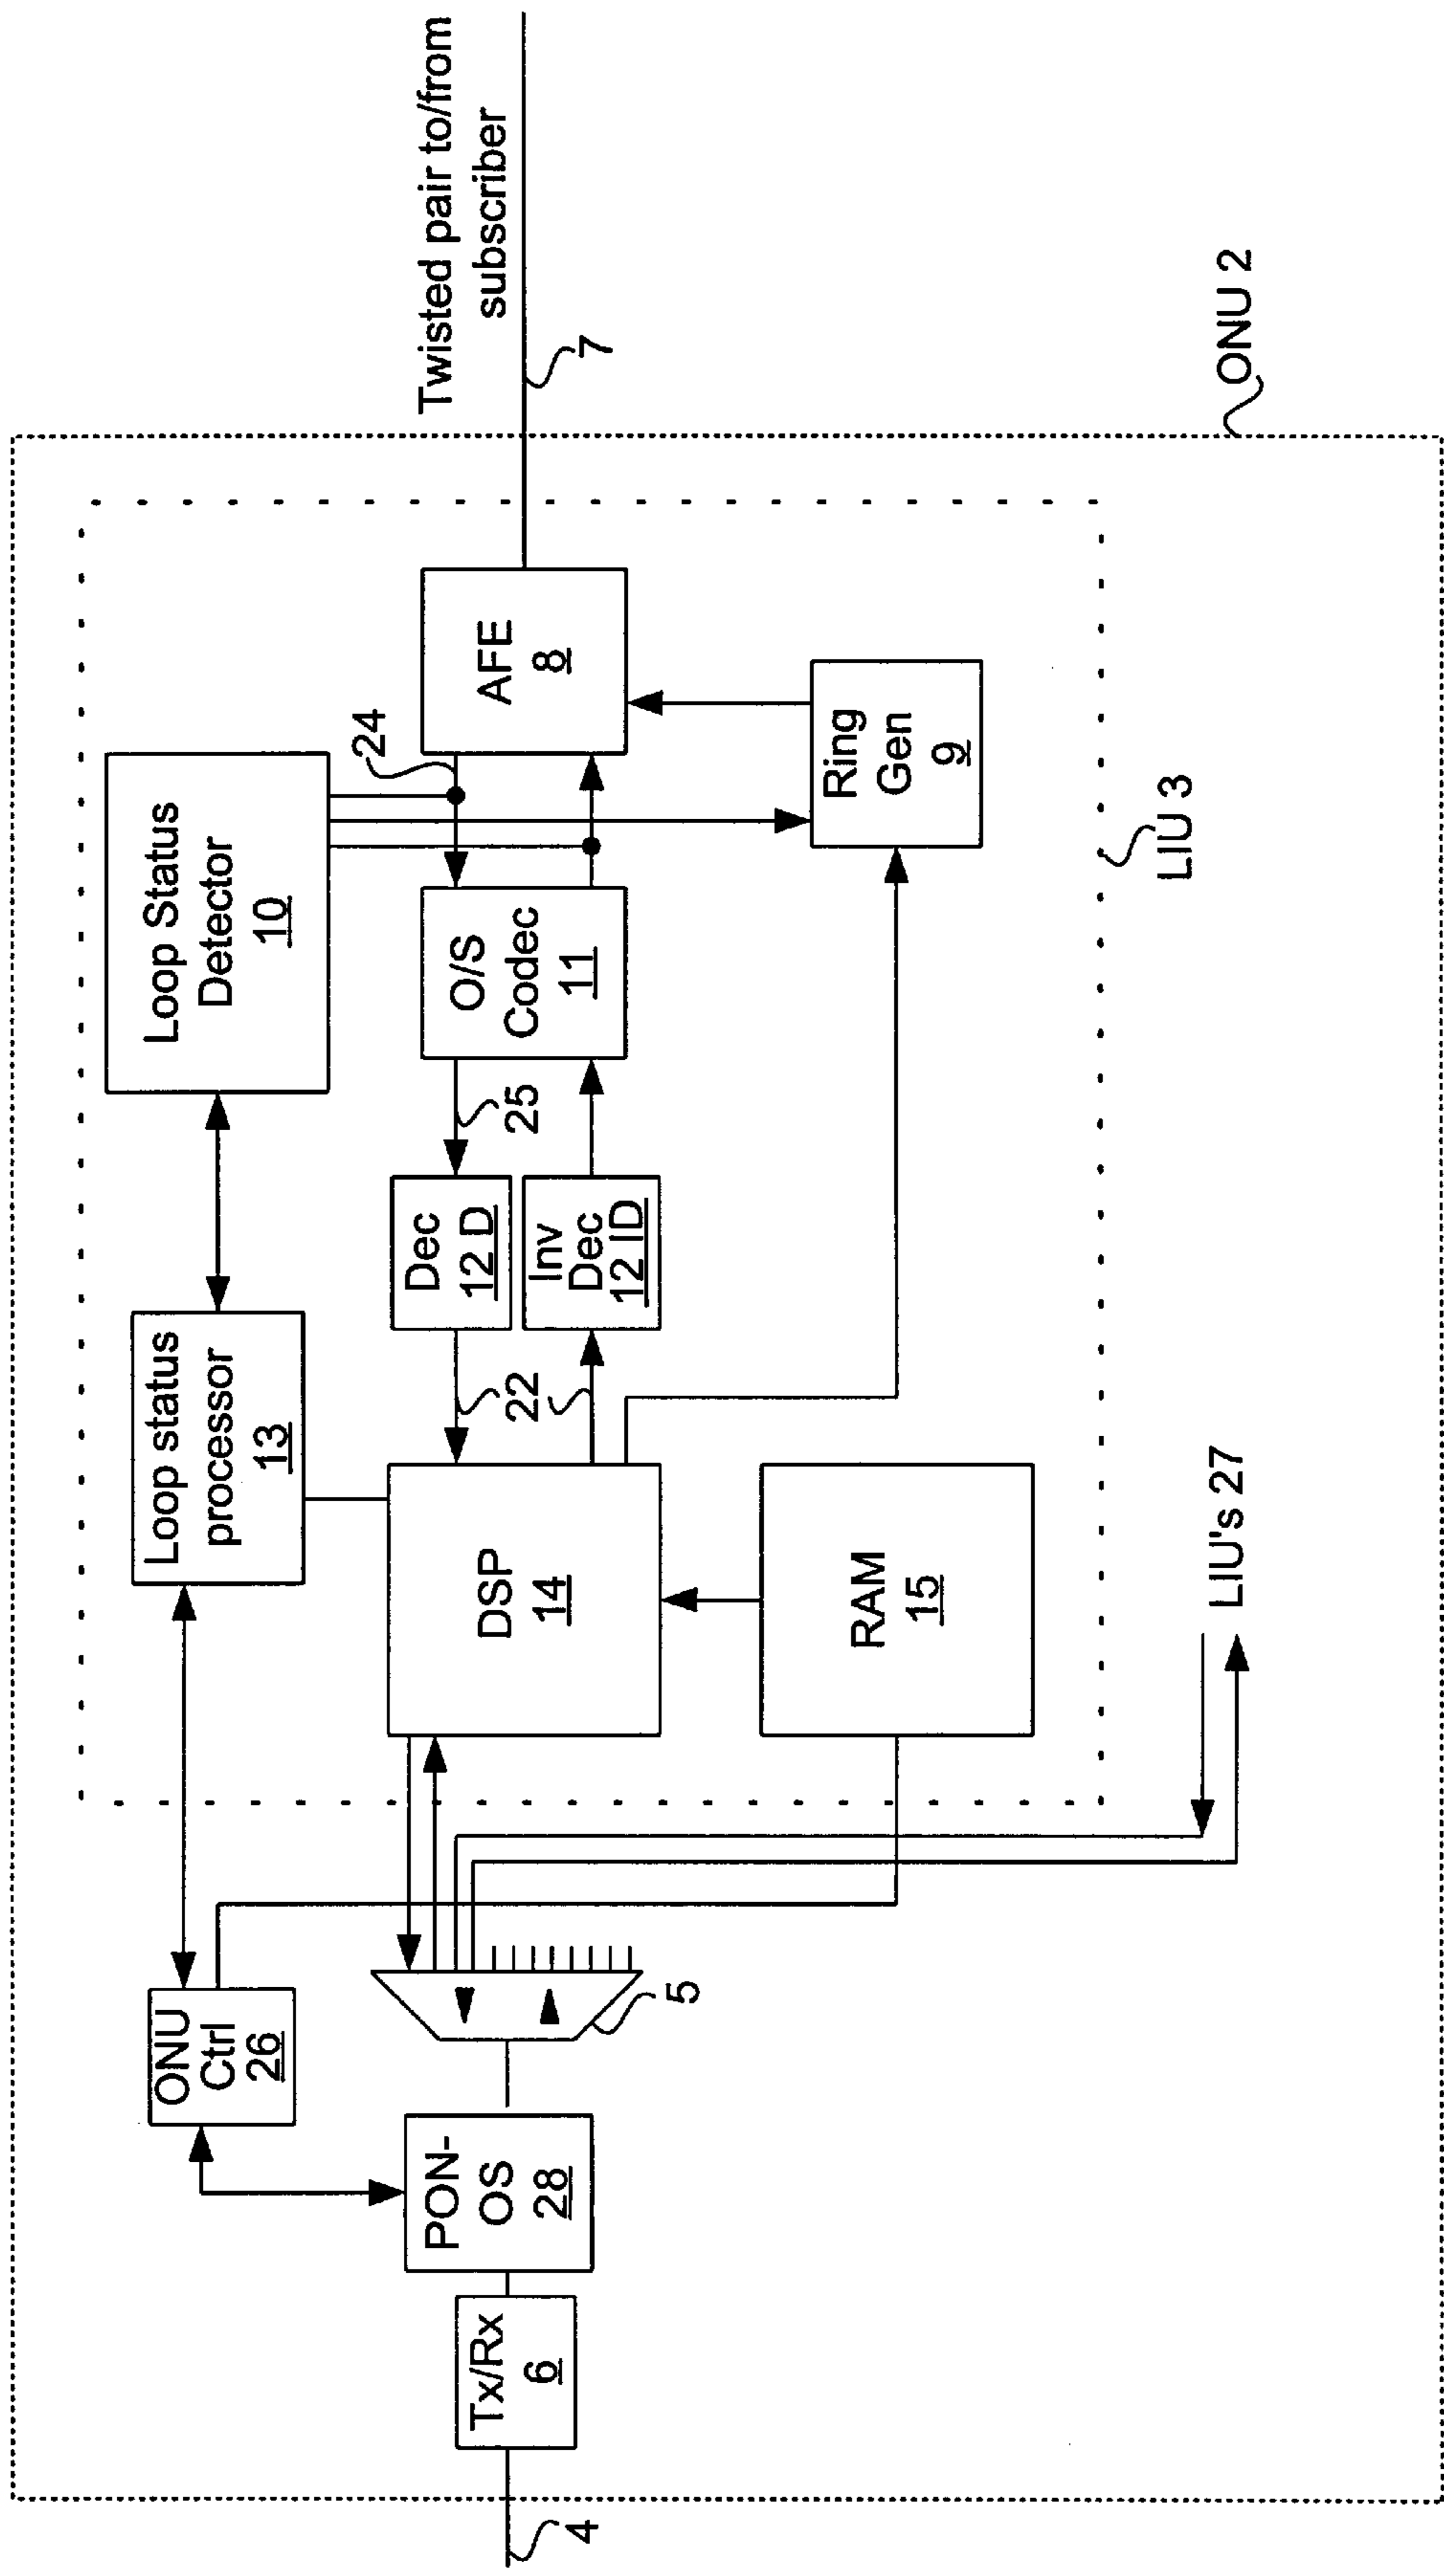 Twisted pair to/from
subscriber
7
ONU 2
LIU 3
Loop Status
Detector
10
24
AFE
8
Ring
Gen
9
O/S
Codec
11
25
Dec
12 D
Inv
Dec
12 ID
22
Loop status
processor
13
DSP
14
RAM
15
LIU's 27
ONU
Ctrl
26
5
PON-
OS
28
Tx/Rx
6
4